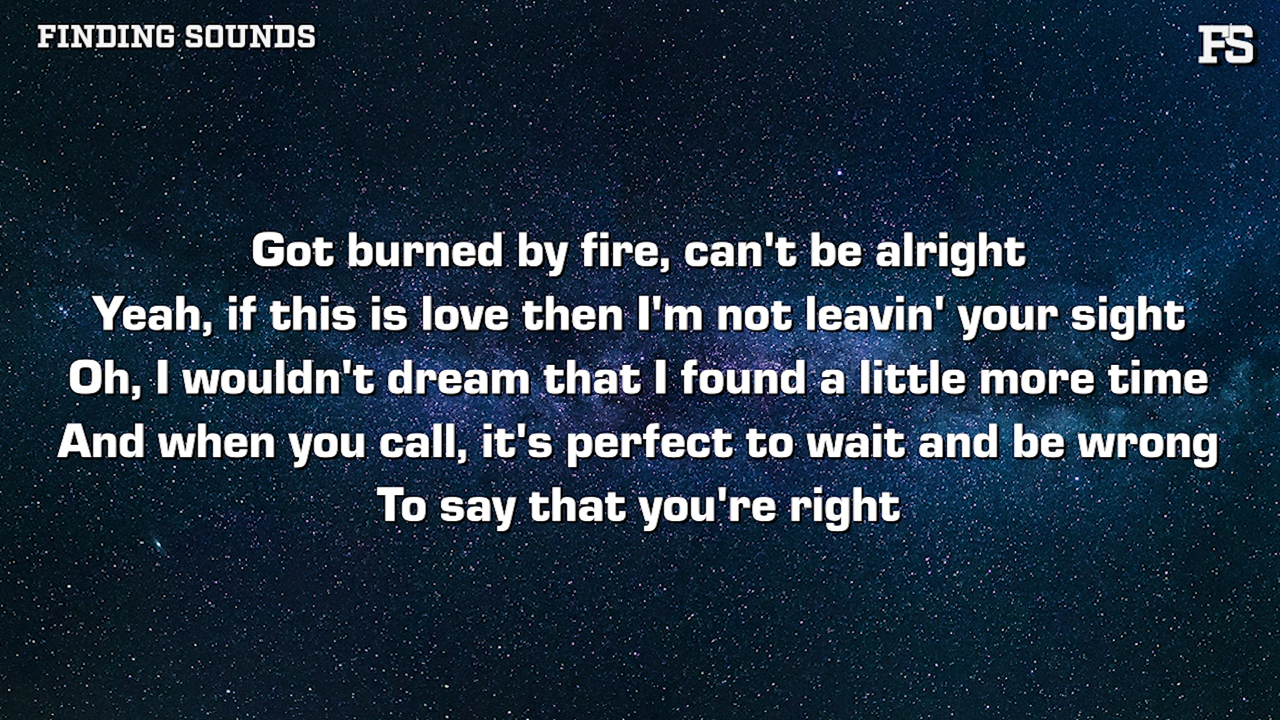 FINDING SOUNDS
FS
Got burned by fire, can't be alright
Yeah, if this is love then I'm not leavin' your sight
Oh, I wouldn't dream that I found a little more time
And when you call, it's perfect to wait and be wrong
To say that you're right